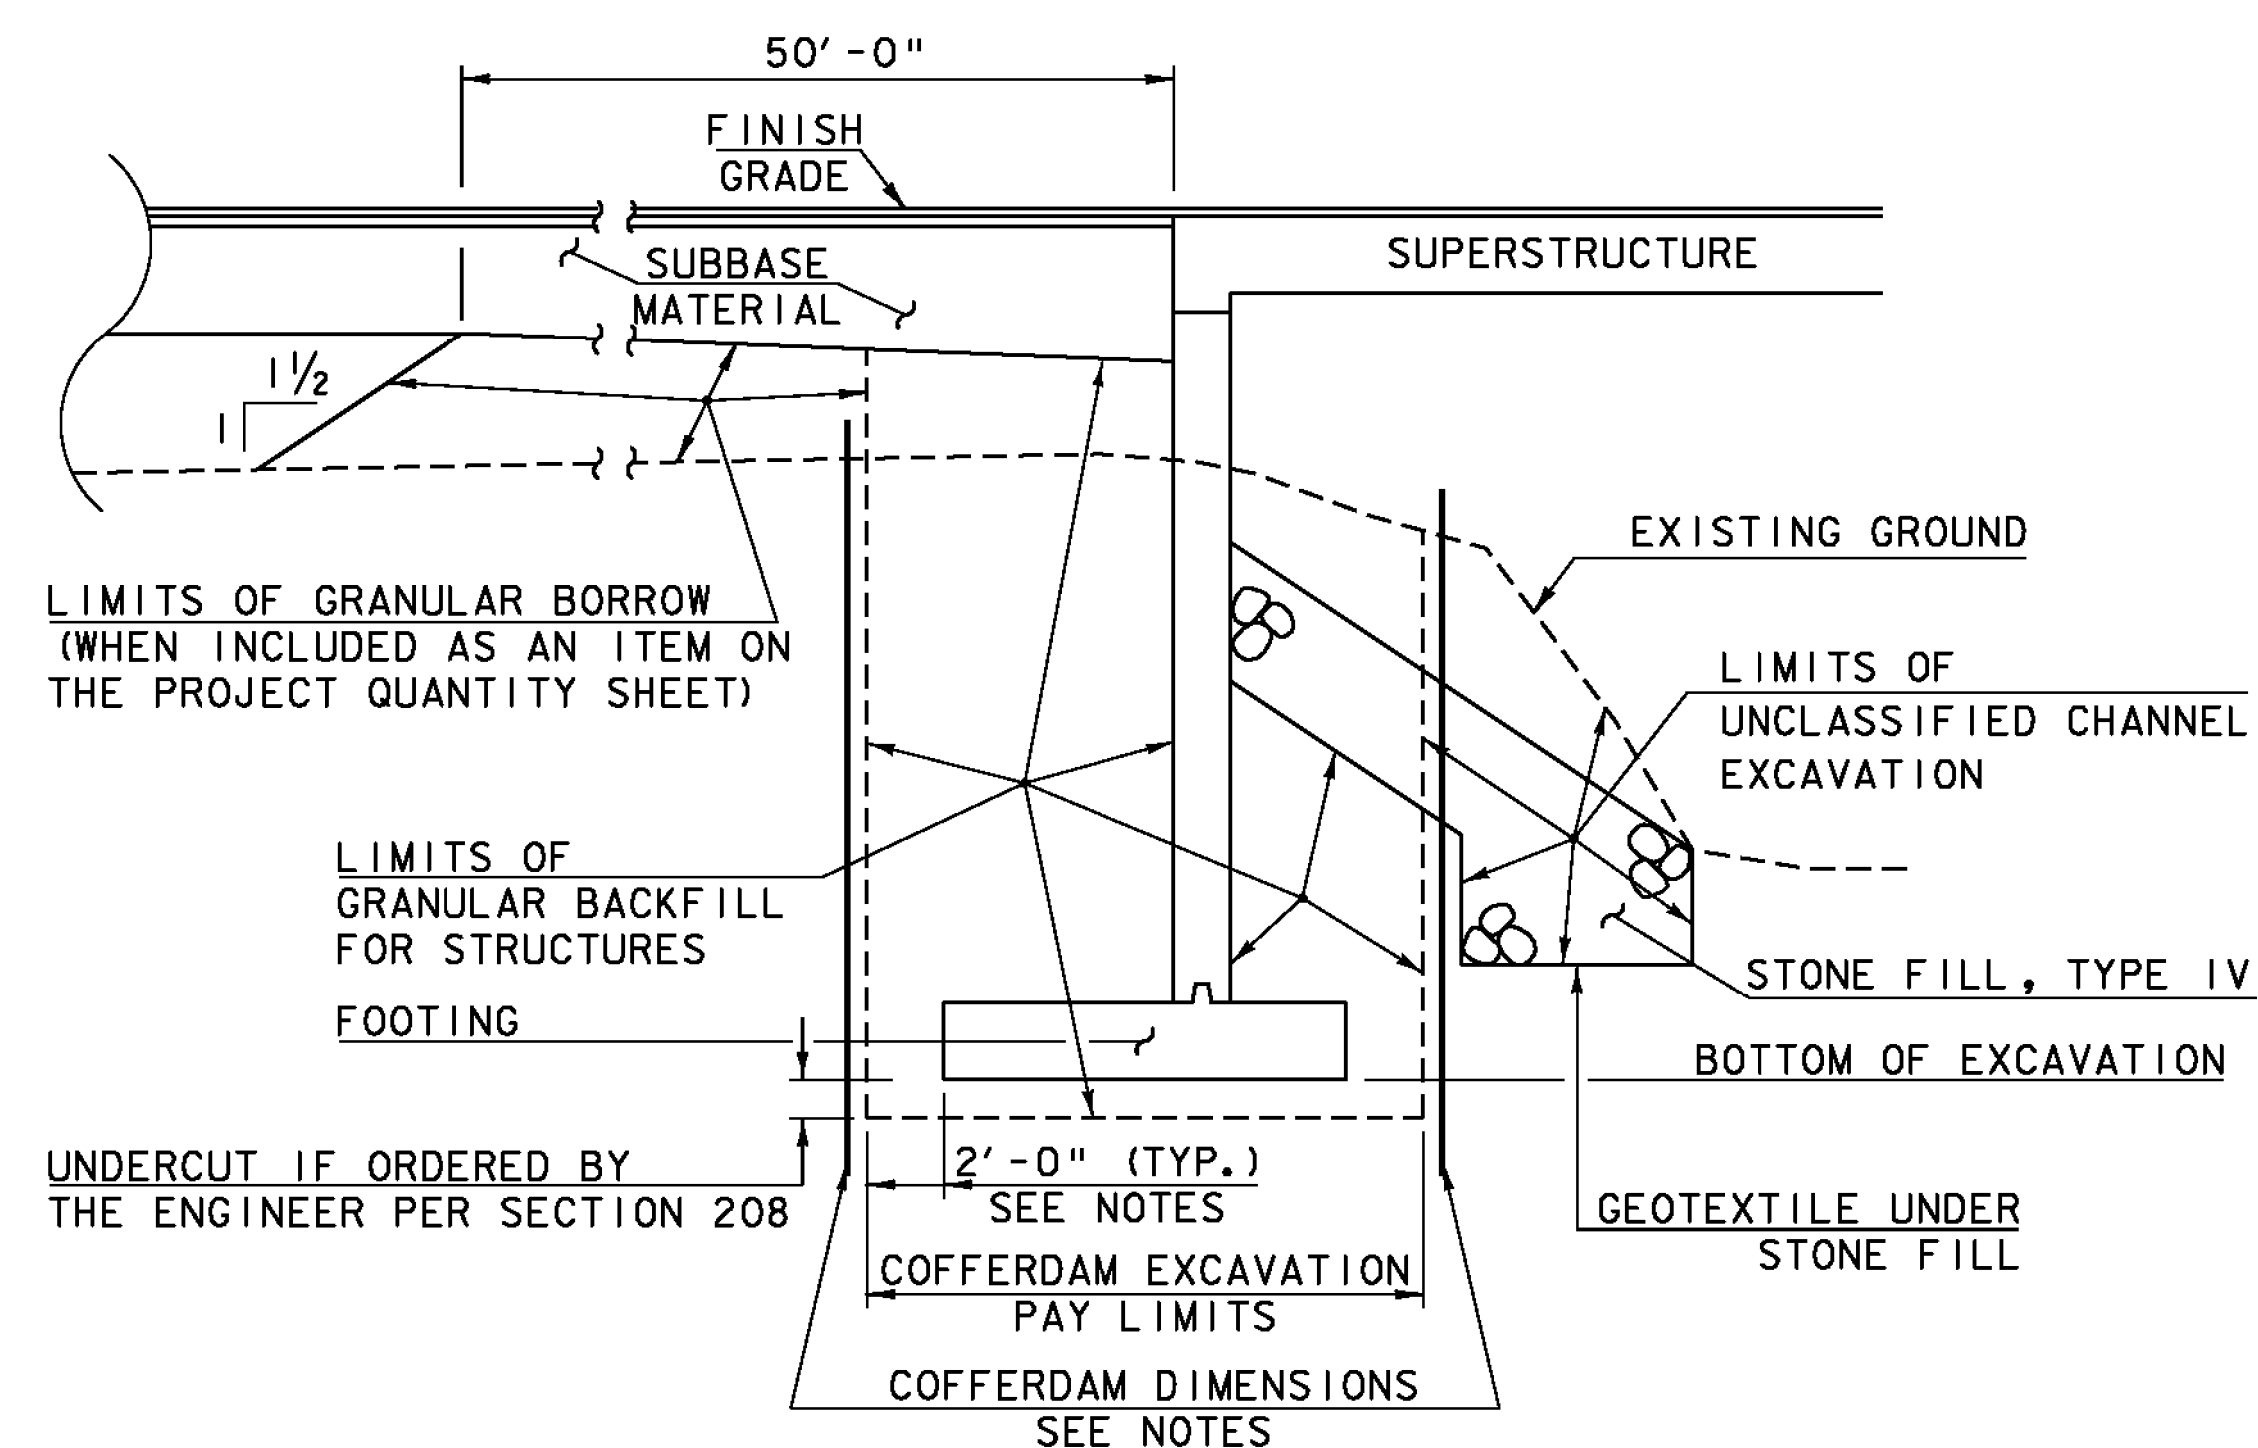 50'-0"
FINISH
GRADE
SUBBASE
MATERIAL
SUPERSTRUCTURE
1 1/2
1
EXISTING GROUND
LIMITS OF GRANULAR BORROW
(WHEN INCLUDED AS AN ITEM ON
THE PROJECT QUANTITY SHEET)
LIMITS OF
UNCLASSIFIED CHANNEL
EXCAVATION
LIMITS OF
GRANULAR BACKFILL
FOR STRUCTURES
STONE FILL, TYPE IV
FOOTING
BOTTOM OF EXCAVATION
UNDERCUT IF ORDERED BY
THE ENGINEER PER SECTION 208
2'-0" (TYP.)
SEE NOTES
GEOTEXTILE UNDER
STONE FILL
COFFERDAM EXCAVATION
PAY LIMITS
COFFERDAM DIMENSIONS
SEE NOTES